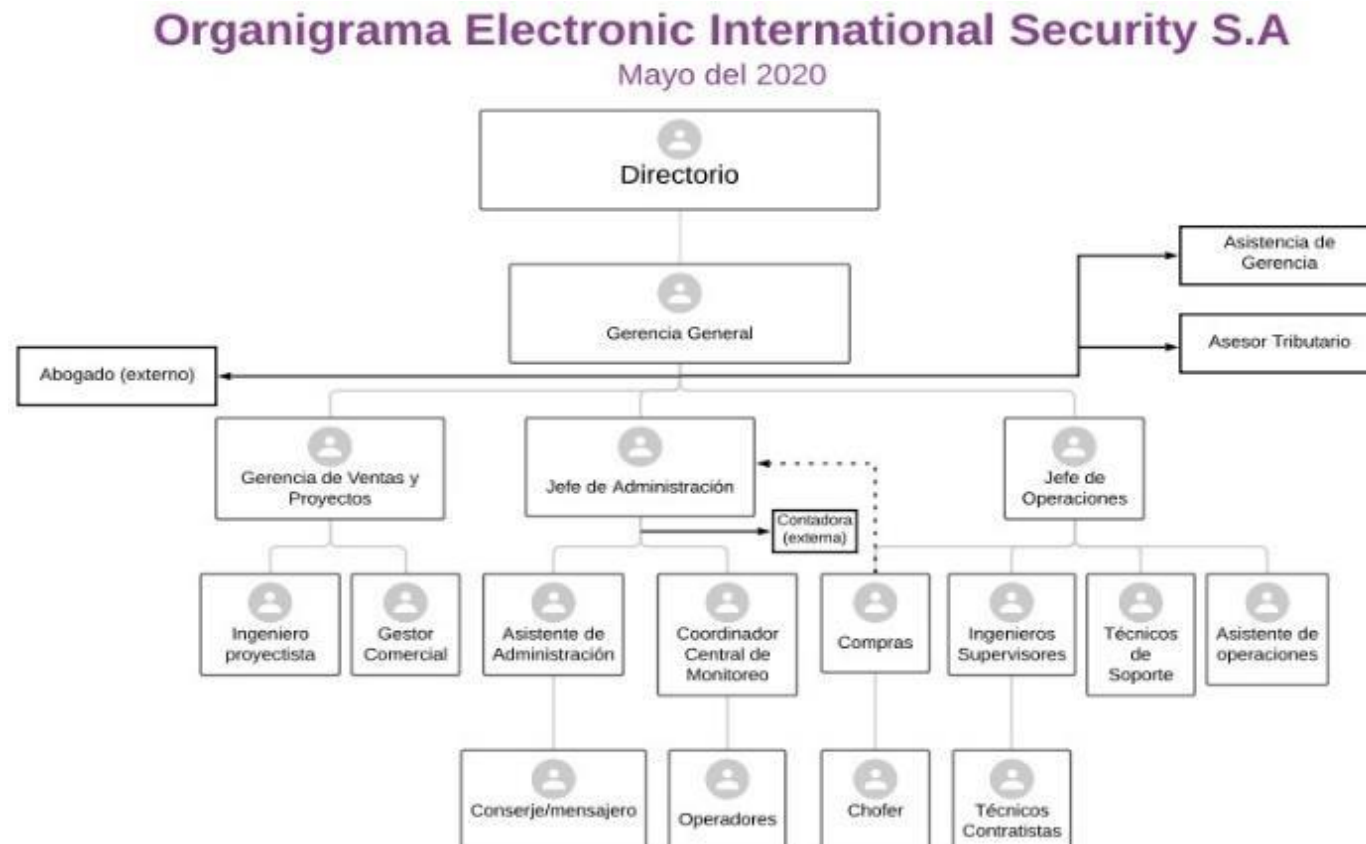 Organigrama Electronic International Security S.A
Mayo del 2020
Directorio
Asistencia de
Gerencia
Gerencia General
Asesor Tributario
Abogado (externo)
Gerencia de Ventas y
Proyectos
Jefe de Administración
Jefe de
Operaciones
Contadora
(externa)
Ingeniero
proyectista
Gestor
Comercial
Asistente de
Administración
Coordinador
Central de
Monitoreo
Compras
Ingenieros
Supervisores
Técnicos
de
Soporte
Asistente de
operaciones
Conserje/mensajero
Operadores
Chofer
Técnicos
Contratistas